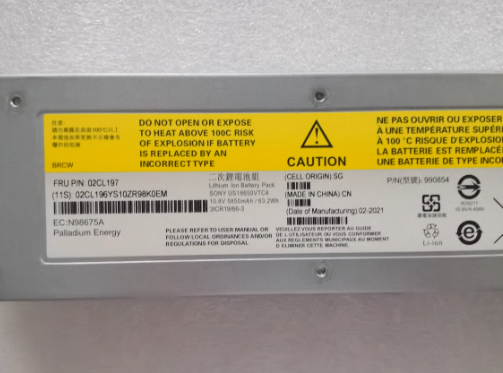 注意:
BRCW
DO NOT OPEN OR EXPOSE
TO HEAT ABOVE 100C RISK
OF EXPLOSION IF BATTERY
IS REPLACED BY AN
INCORRECT TYPE
CAUTION
NE PAS OUVRIR OU EXPOSER
À UNE TEMPÉRATURE SUPÉRI
À 100 °C RISQUE D'EXPLOSIO
LA BATTERIE EST REMPLACÉE
UNE BATTERIE DE TYPE INCOR
FRU P/N: 02CL197
(11S) 02CL196YS10ZR98K0EM
EC:N98675A
Palladium Energy
二次鋰電池組
Lithium Ion Battery Pack
SONY US18650VTC4
10.8V, 5850mAh / 63.2Wh
3ICR19/66-3
PLEASE REFER TO USER MANUAL OR
FOLLOW LOCAL ORDINANCES AND/OR
REGULATIONS FOR DISPOSAL
(CELL ORIGIN) SG
(MADE IN CHINA) CN
(Date of Manufacturing) 02-2021
VEUILLEZ VOUS REPORTER AU GUIDE
DE L'UTILISATEUR OU VOUS CONFORMER
AUX REGLEMENTS MUNICIPAUX AU MOMENT
D ELIMINER CETTE MACHINE.
P/N(型號): 990854
Li-ion